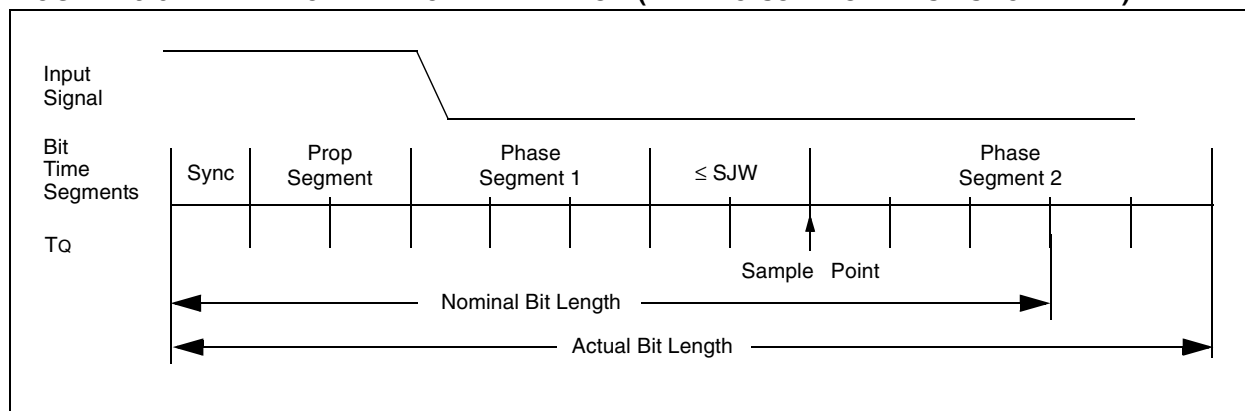 Input
Signal
Bit
Time
Segments
Sync
Prop
Segment
Phase
Segment 1
≤ SJW
Phase
Segment 2
TQ
Sample Point
Nominal Bit Length
Actual Bit Length